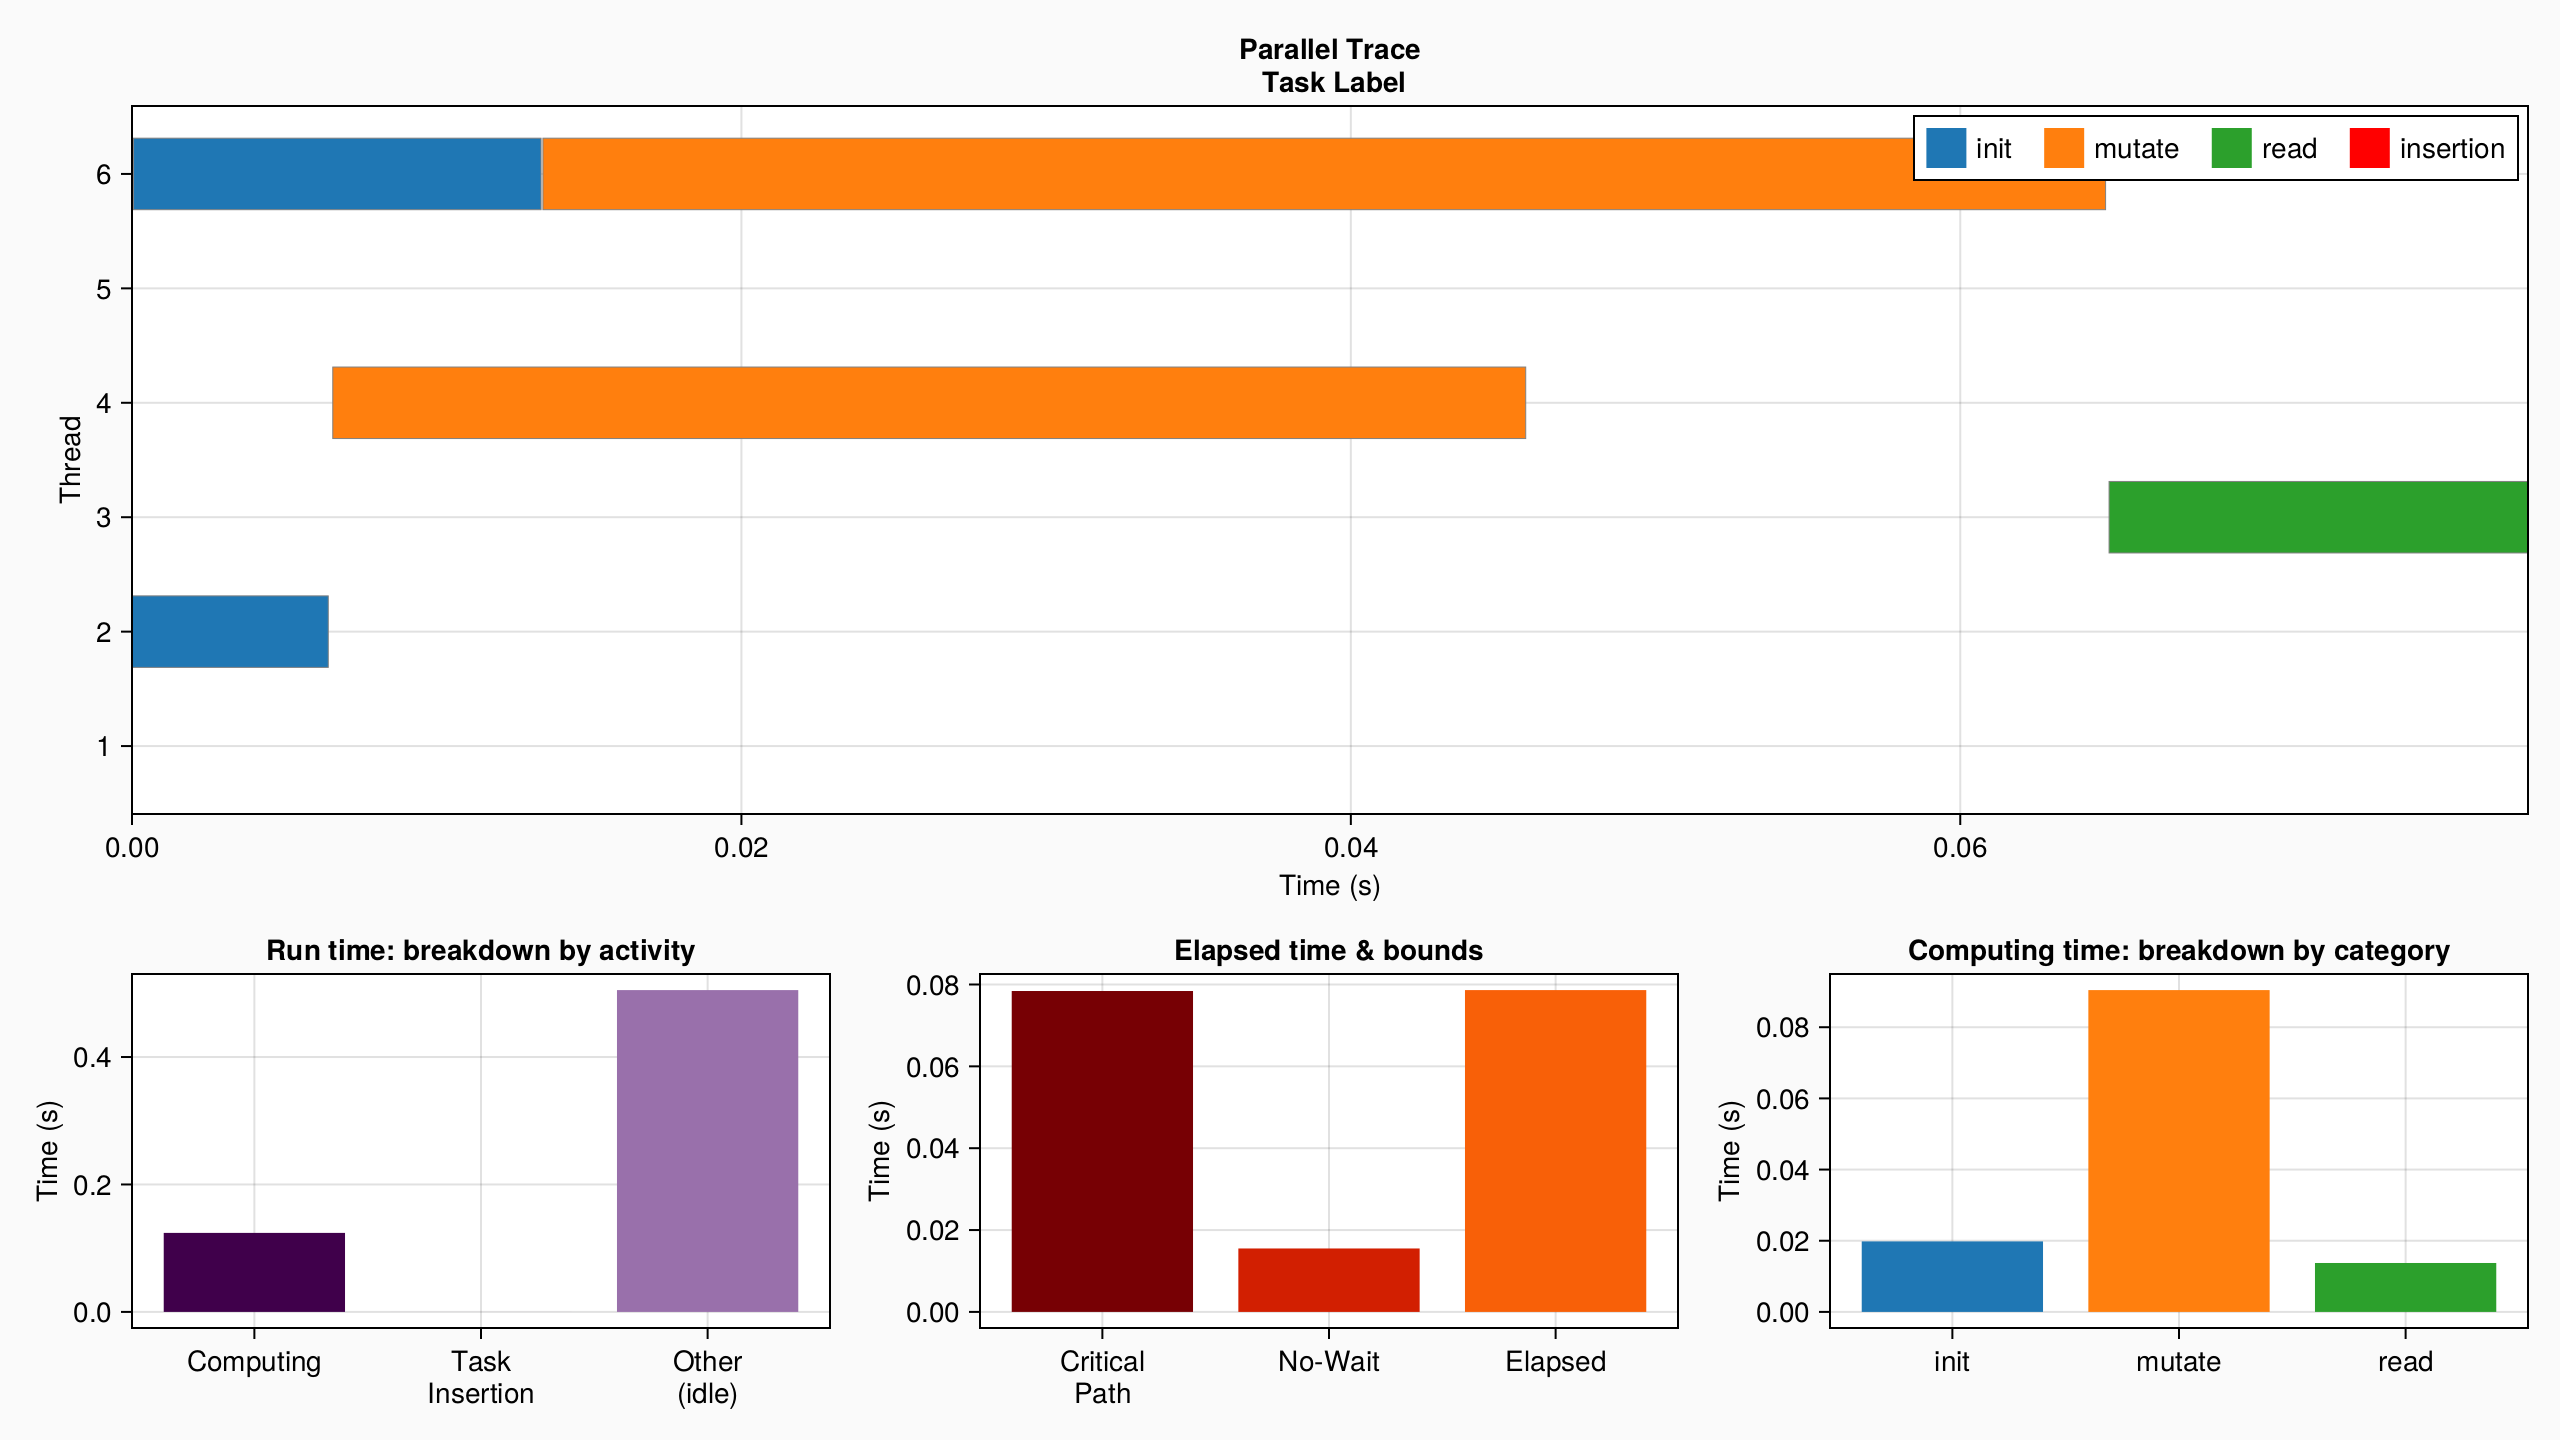 Parallel Trace
Task Label
init mutate read insertion
6
5
4
3
2
1
Thread
0.00 0.02 0.04 0.06
Time (s)
Run time: breakdown by activity
0.4
0.2
0.0
Time (s)
Computing Task Insertion Other (idle)
Elapsed time & bounds
0.08
0.06
0.04
0.02
0.00
Time (s)
Critical Path No-Wait Elapsed
Computing time: breakdown by category
0.08
0.06
0.04
0.02
0.00
Time (s)
init mutate read